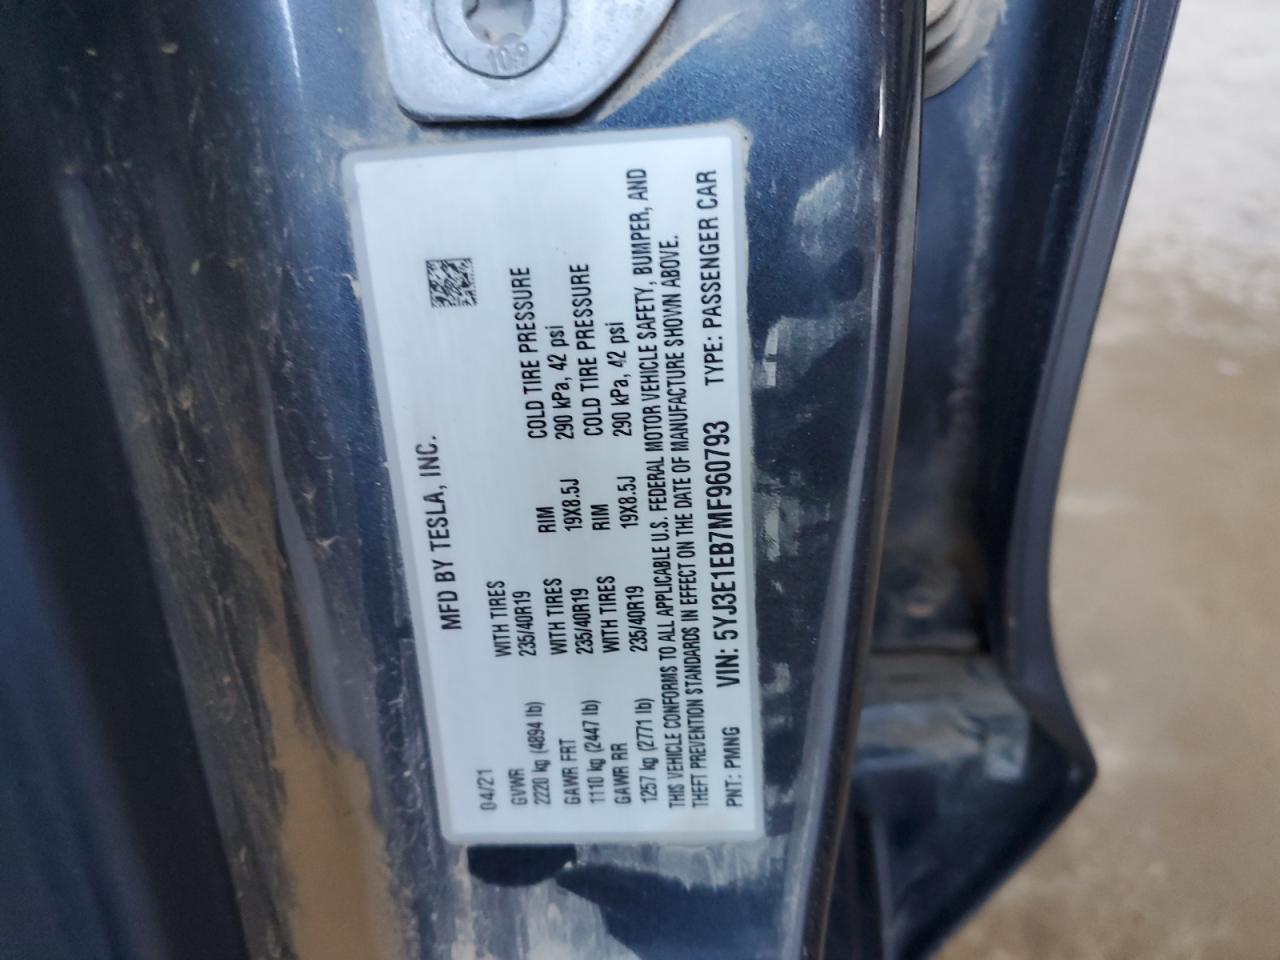 10.9
MFD BY TESLA, INC.
04/21
GVWR WITH TIRES RIM COLD TIRE PRESSURE
2220 kg (4894 lb) 235/40R19 19X8.5J 290 kPa, 42 psi
GAWR FRT WITH TIRES RIM COLD TIRE PRESSURE
1110 kg (2447 lb) 235/40R19 19X8.5J 290 kPa, 42 psi
GAWR RR WITH TIRES
1257 kg (2771 lb) 235/40R19
THIS VEHICLE CONFORMS TO ALL APPLICABLE U.S. FEDERAL MOTOR VEHICLE SAFETY, BUMPER, AND
THEFT PREVENTION STANDARDS IN EFFECT ON THE DATE OF MANUFACTURE SHOWN ABOVE.
PNT: PMNG VIN: 5YJ3E1EB7MF960793 TYPE: PASSENGER CAR